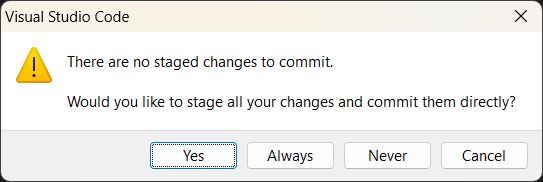 Visual Studio Code
There are no staged changes to commit.
Would you like to stage all your changes and commit them directly?
Yes
Always
Never
Cancel